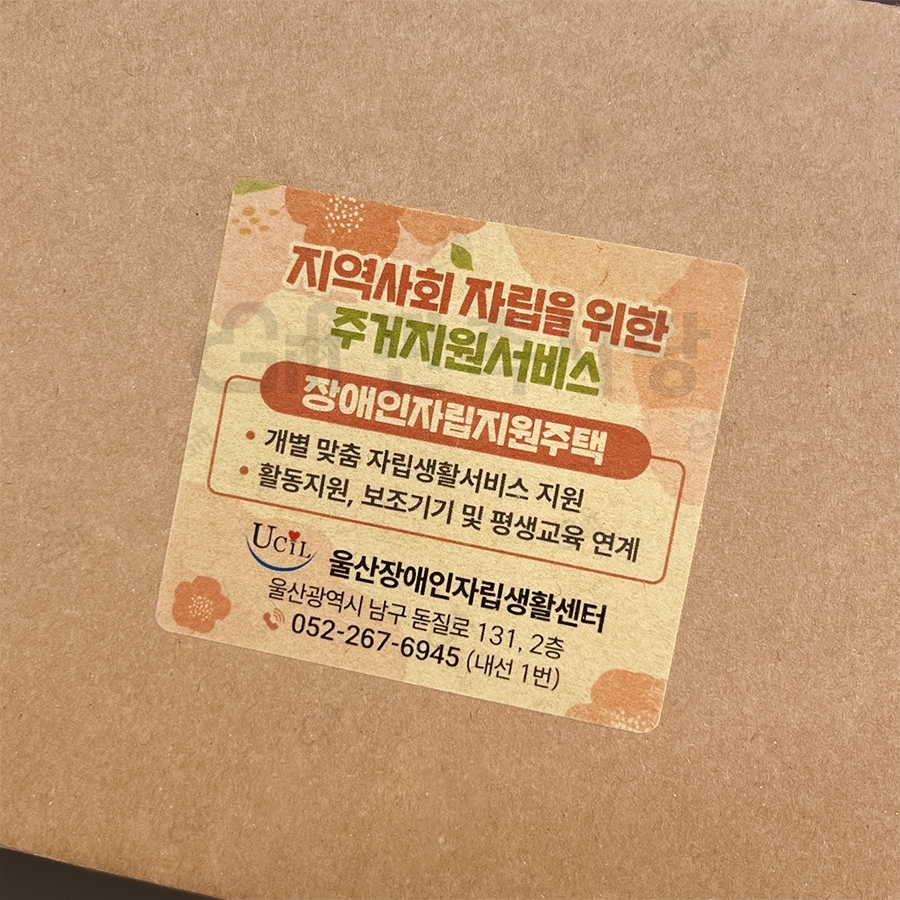 지역사회 자립을 위한
주거지원서비스
장애인자립지원주택
• 개별 맞춤 자립생활서비스 지원
• 활동지원, 보조기기 및 평생교육 연계
UCiL 울산장애인자립생활센터
울산광역시 남구 돋질로 131, 2층
052-267-6945 (내선 1번)